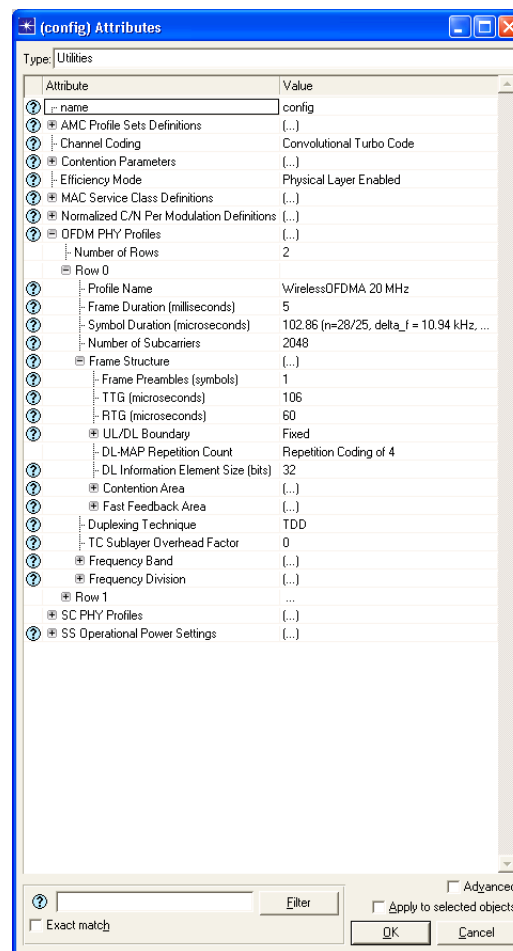 (config) Attributes
Type: Utilities
Attribute Value
name config
AMC Profile Sets Definitions (...)
Channel Coding Convolutional Turbo Code
Contention Parameters (...)
Efficiency Mode Physical Layer Enabled
MAC Service Class Definitions (...)
Normalized C/N Per Modulation Definitions (...)
OFDM PHY Profiles (...)
Number of Rows 2
Row 0
Profile Name WirelessOFDMA 20 MHz
Frame Duration (milliseconds) 5
Symbol Duration (microseconds) 102.86 (n=28/25, delta_f = 10.94 kHz, ...
Number of Subcarriers 2048
Frame Structure (...)
Frame Preambles (symbols) 1
TTG (microseconds) 106
RTG (microseconds) 60
UL/DL Boundary Fixed
DL-MAP Repetition Count Repetition Coding of 4
DL Information Element Size (bits) 32
Contention Area (...)
Fast Feedback Area (...)
Duplexing Technique TDD
TC Sublayer Overhead Factor 0
Frequency Band (...)
Frequency Division (...)
Row 1 ...
SC PHY Profiles (...)
SS Operational Power Settings (...)
Advanced
Filter
Apply to selected objects
Exact match
OK Cancel